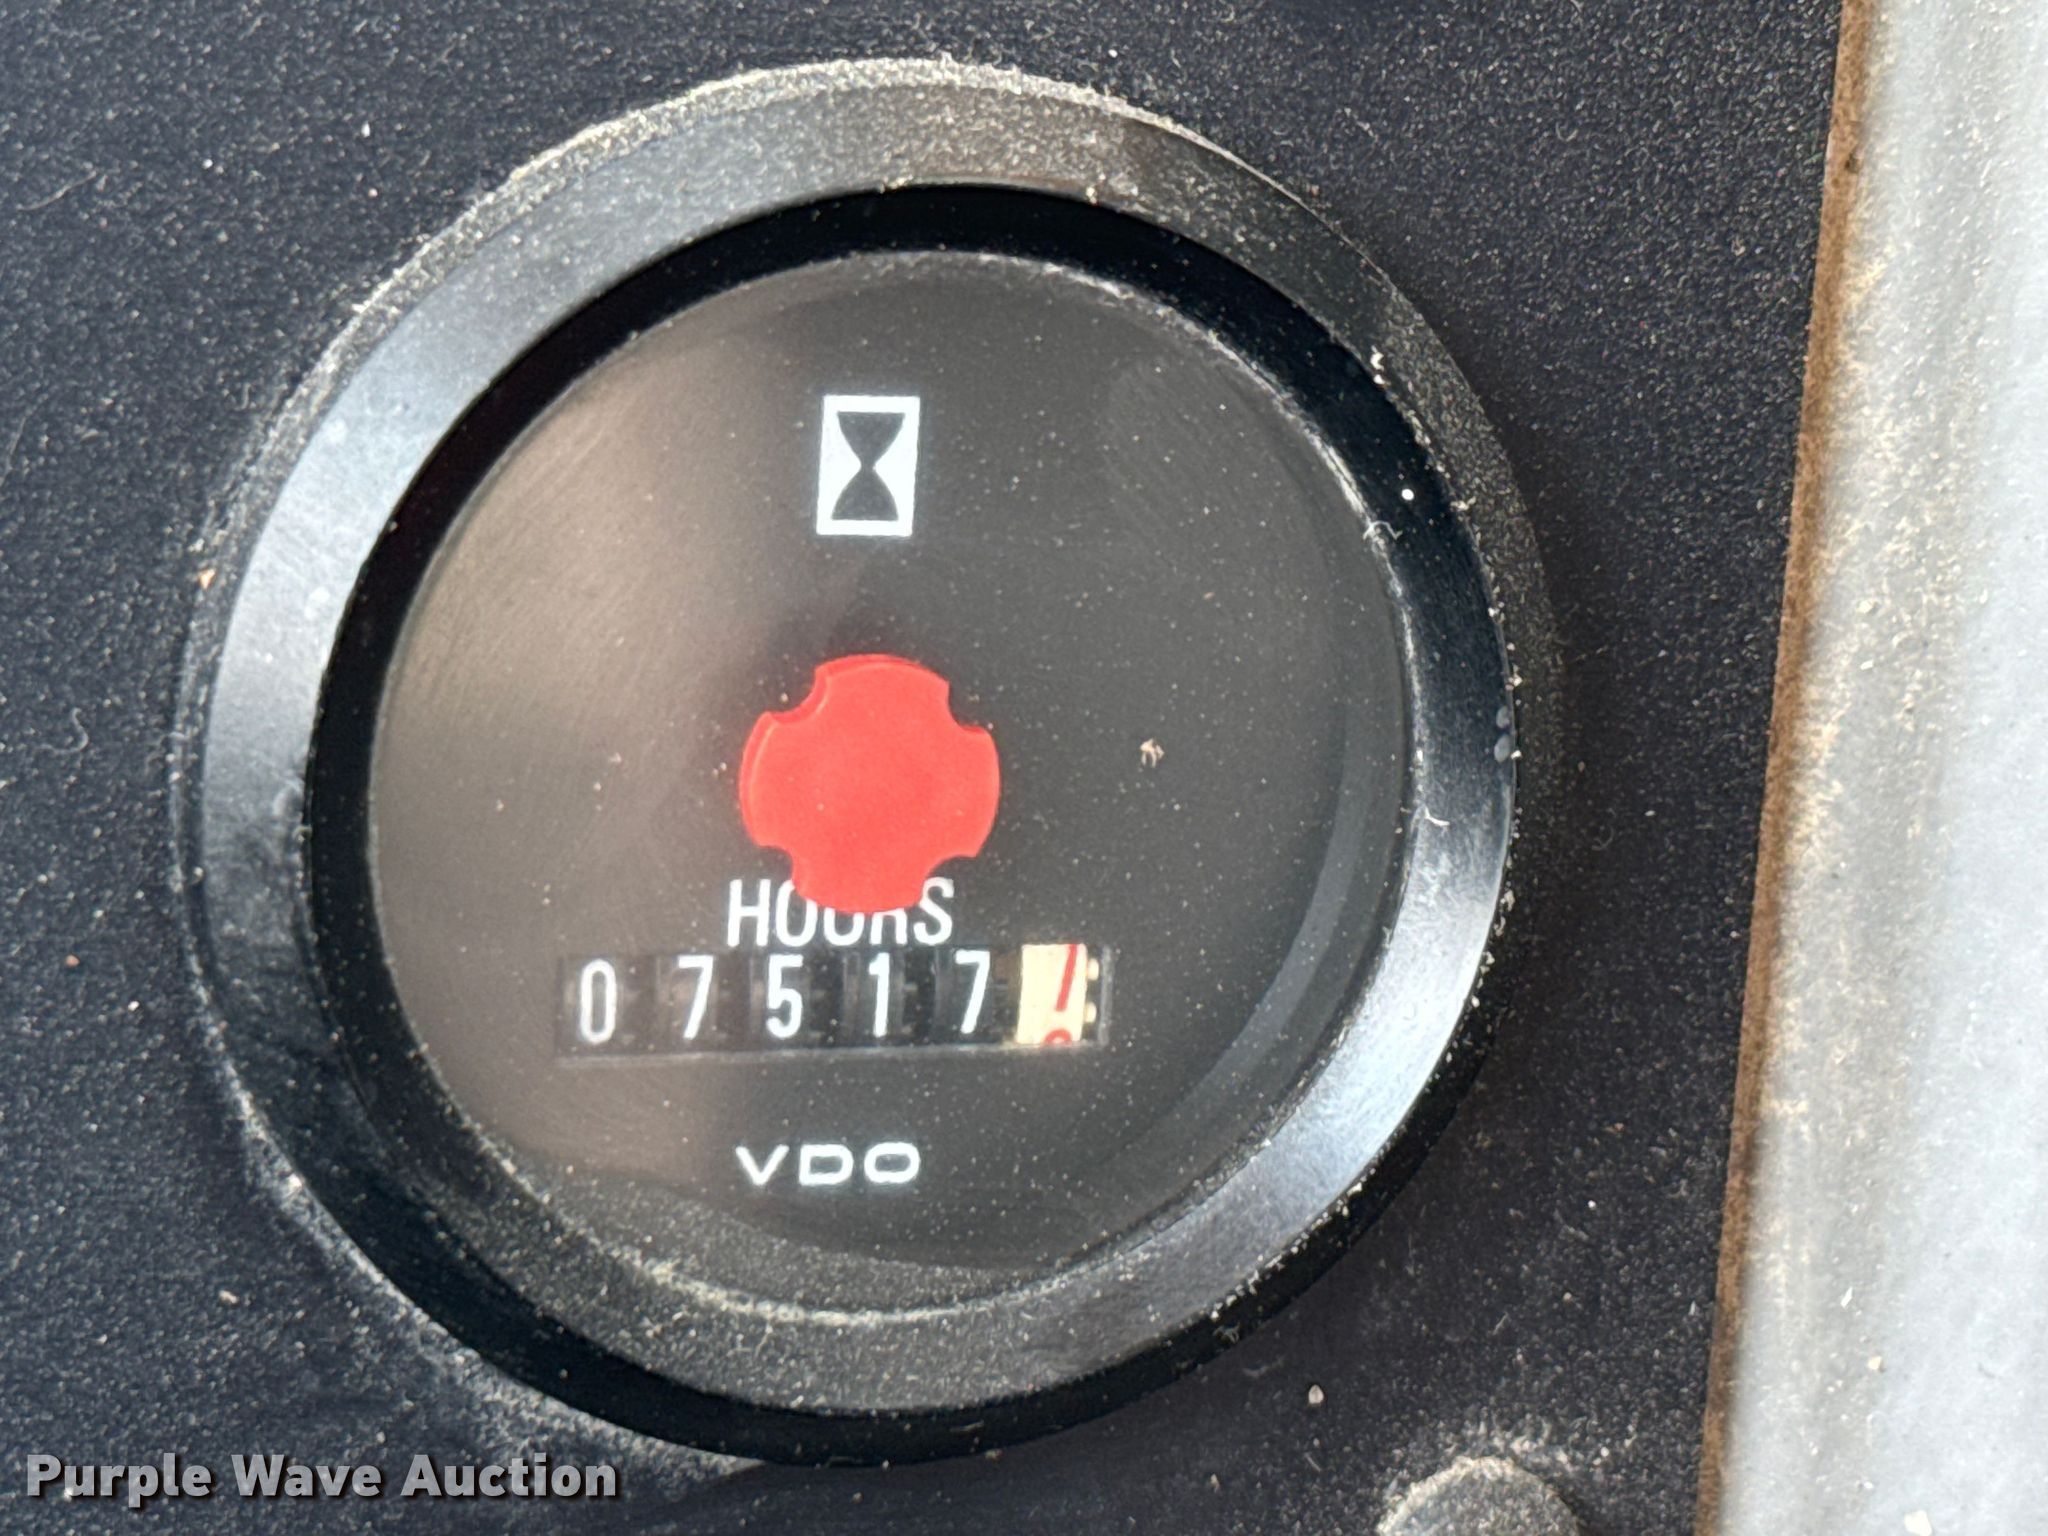 HOURS
07517
VDO
Purple Wave Auction